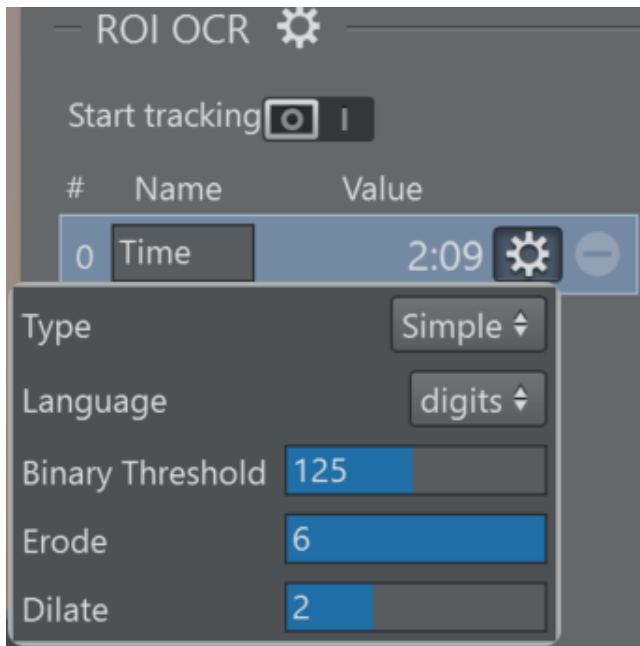 ROI OCR
Start tracking O I
# Name Value
0 Time 2:09
Type Simple
Language digits
Binary Threshold 125
Erode 6
Dilate 2